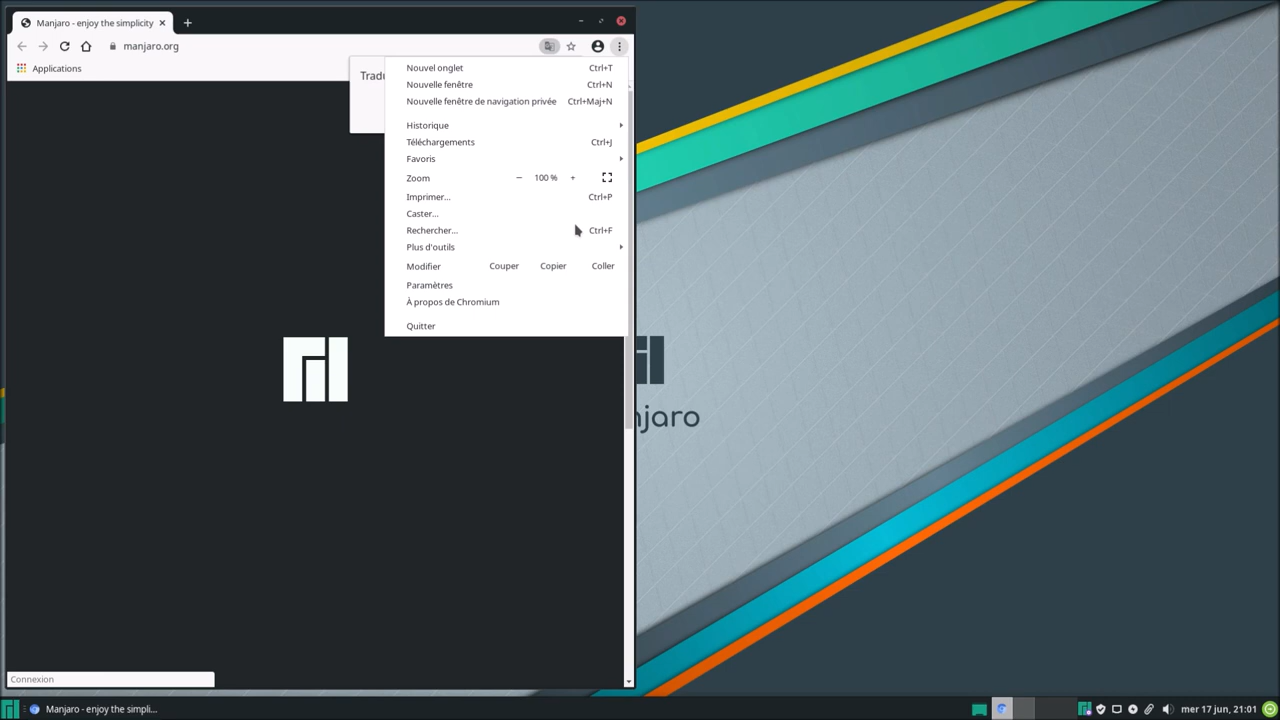 Manjaro - enjoy the simplicity
manjaro.org
Applications
Tradu
Nouvel onglet Ctrl+T
Nouvelle fenêtre Ctrl+N
Nouvelle fenêtre de navigation privée Ctrl+Maj+N
Historique
Téléchargements Ctrl+J
Favoris
Zoom − 100 % +
Imprimer... Ctrl+P
Caster...
Rechercher... Ctrl+F
Plus d'outils
Modifier Couper Copier Coller
Paramètres
À propos de Chromium
Quitter
njaro
Connexion
Manjaro - enjoy the simpli...
mer 17 jun, 21:01